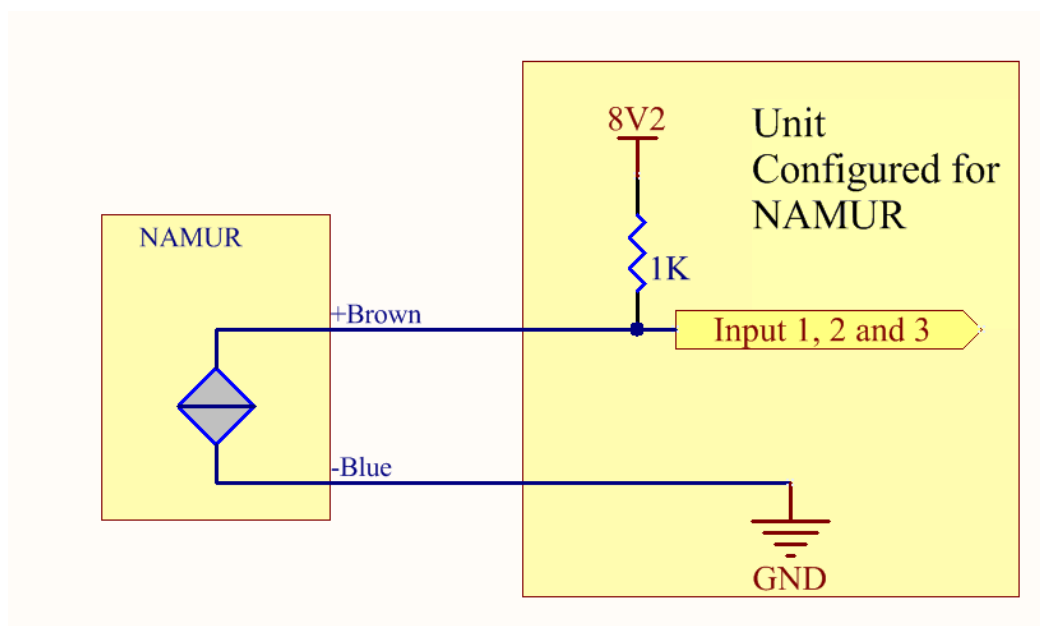 8V2
Unit
Configured for
NAMUR
NAMUR
1K
+Brown
Input 1, 2 and 3
-Blue
GND